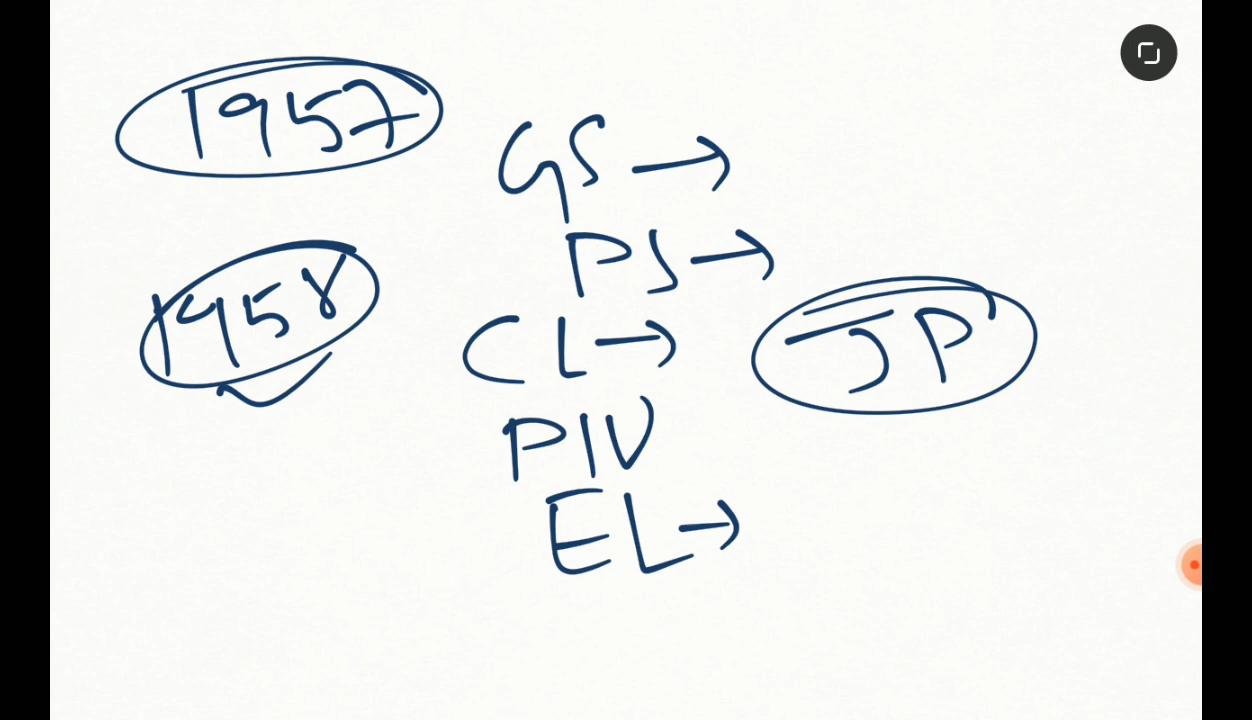 1957
1958
GS →
PS →
CL → JP
PIV
EL →